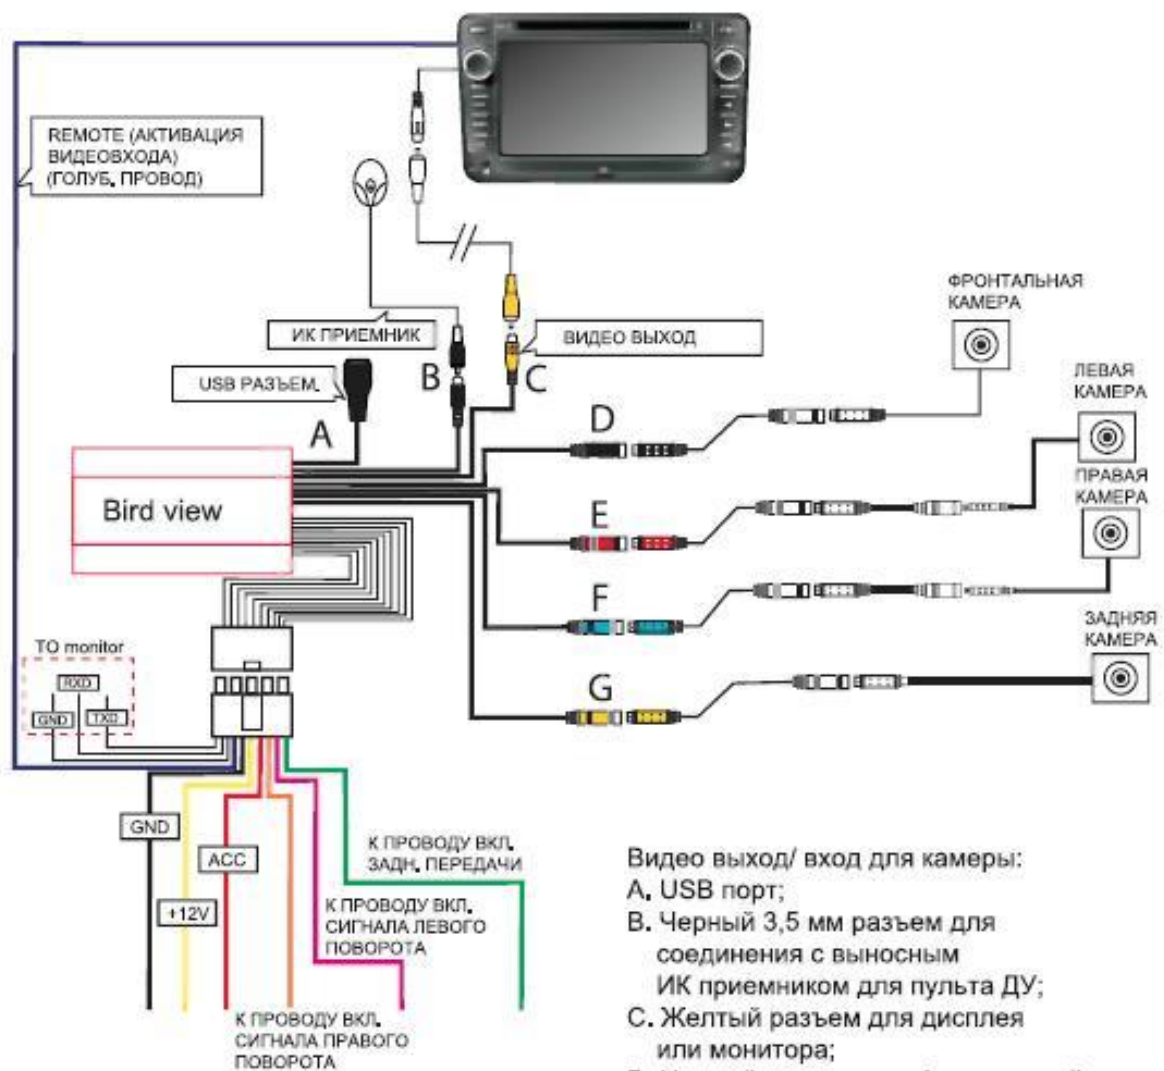 REMOTE (АКТИВАЦИЯ
ВИДЕОВХОДА)
(ГОЛУБ. ПРОВОД)
ФРОНТАЛЬНАЯ
КАМЕРА
ИК ПРИЕМНИК
ВИДЕО ВЫХОД
USB РАЗЪЕМ.
B
C
A
D
ЛЕВАЯ
КАМЕРА
ПРАВАЯ
КАМЕРА
Bird view
E
F
ЗАДНЯЯ
КАМЕРА
TO monitor
RXD
GND
TXD
G
GND
ACC
+12V
К ПРОВОДУ ВКЛ.
ЗАДН. ПЕРЕДАЧИ
К ПРОВОДУ ВКЛ.
СИГНАЛА ЛЕВОГО
ПОВОРОТА
К ПРОВОДУ ВКЛ.
СИГНАЛА ПРАВОГО
ПОВОРОТА
Видео выход/ вход для камеры:
A. USB порт;
B. Черный 3,5 мм разъем для
соединения с выносным
ИК приемником для пульта ДУ;
C. Желтый разъем для дисплея
или монитора;